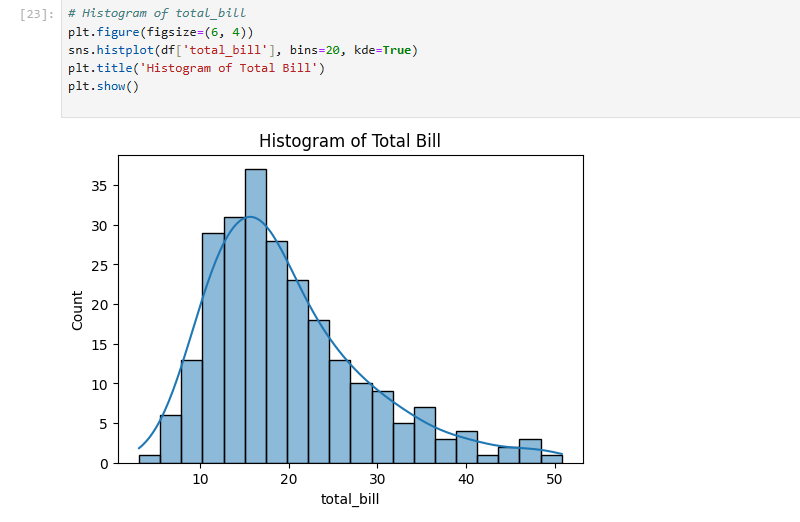 [23]: # Histogram of total_bill
plt.figure(figsize=(6, 4))
sns.histplot(df['total_bill'], bins=20, kde=True)
plt.title('Histogram of Total Bill')
plt.show()
Histogram of Total Bill
35
30
25
20
15
10
5
0
Count
10 20 30 40 50
total_bill